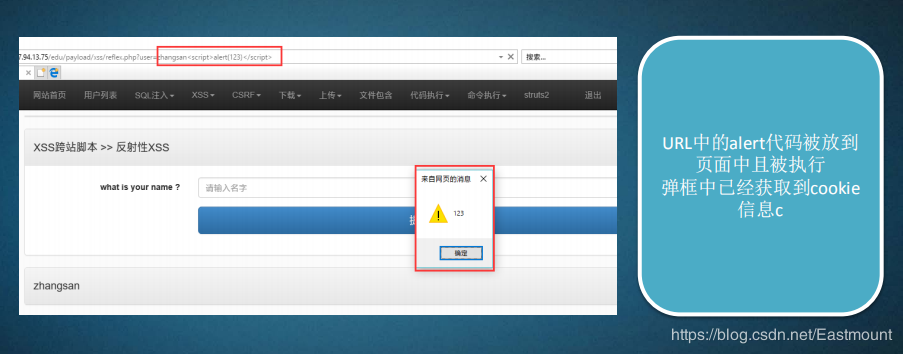 7.94.13.75/edu/payload/xss/reflex.php?user=zhangsan<script>alert(123)</script>
搜索...
网站首页 用户列表 SQL注入 XSS CSRF 下载 上传 文件包含 代码执行 命令执行 struts2 退出
XSS跨站脚本 >> 反射性XSS
what is your name ?
请输入名字
来自网页的消息
123
确定
zhangsan
URL中的alert代码被放到
页面中且被执行
弹框中已经获取到cookie
信息c
https://blog.csdn.net/Eastmount